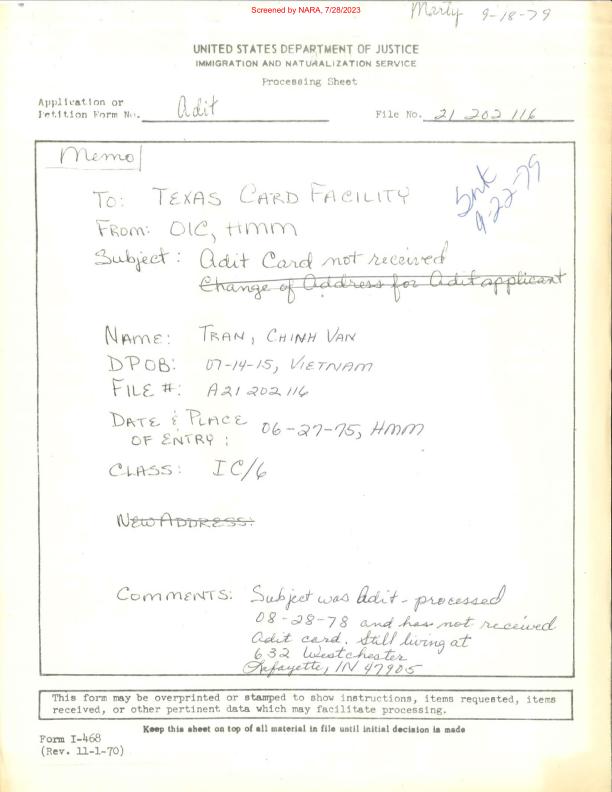 Screened by NARA, 7/28/2023
Marty 9-18-79
UNITED STATES DEPARTMENT OF JUSTICE
IMMIGRATION AND NATURALIZATION SERVICE
Processing Sheet
Application or
Petition Form No. Adit
File No. 21 202 116
Memo
TO: TEXAS CARD FACILITY
9-22-79
FROM: OIC, HMM
Subject: Adit Card not received
Change of Address for Adit applicant
NAME: TRAN, CHINH VAN
DPOB: 07-14-15, VIETNAM
FILE #: A21 202 116
DATE & PLACE
OF ENTRY: 06-27-75, HMM
CLASS: IC/6
NEW ADDRESS:
COMMENTS: Subject was Adit-processed
08-28-78 and has not received
Adit card. Still living at
632 Westchester
Lafayette, IN 47905
This form may be overprinted or stamped to show instructions, items requested, items
received, or other pertinent data which may facilitate processing.
Keep this sheet on top of all material in file until initial decision is made
Form I-468
(Rev. 11-1-70)